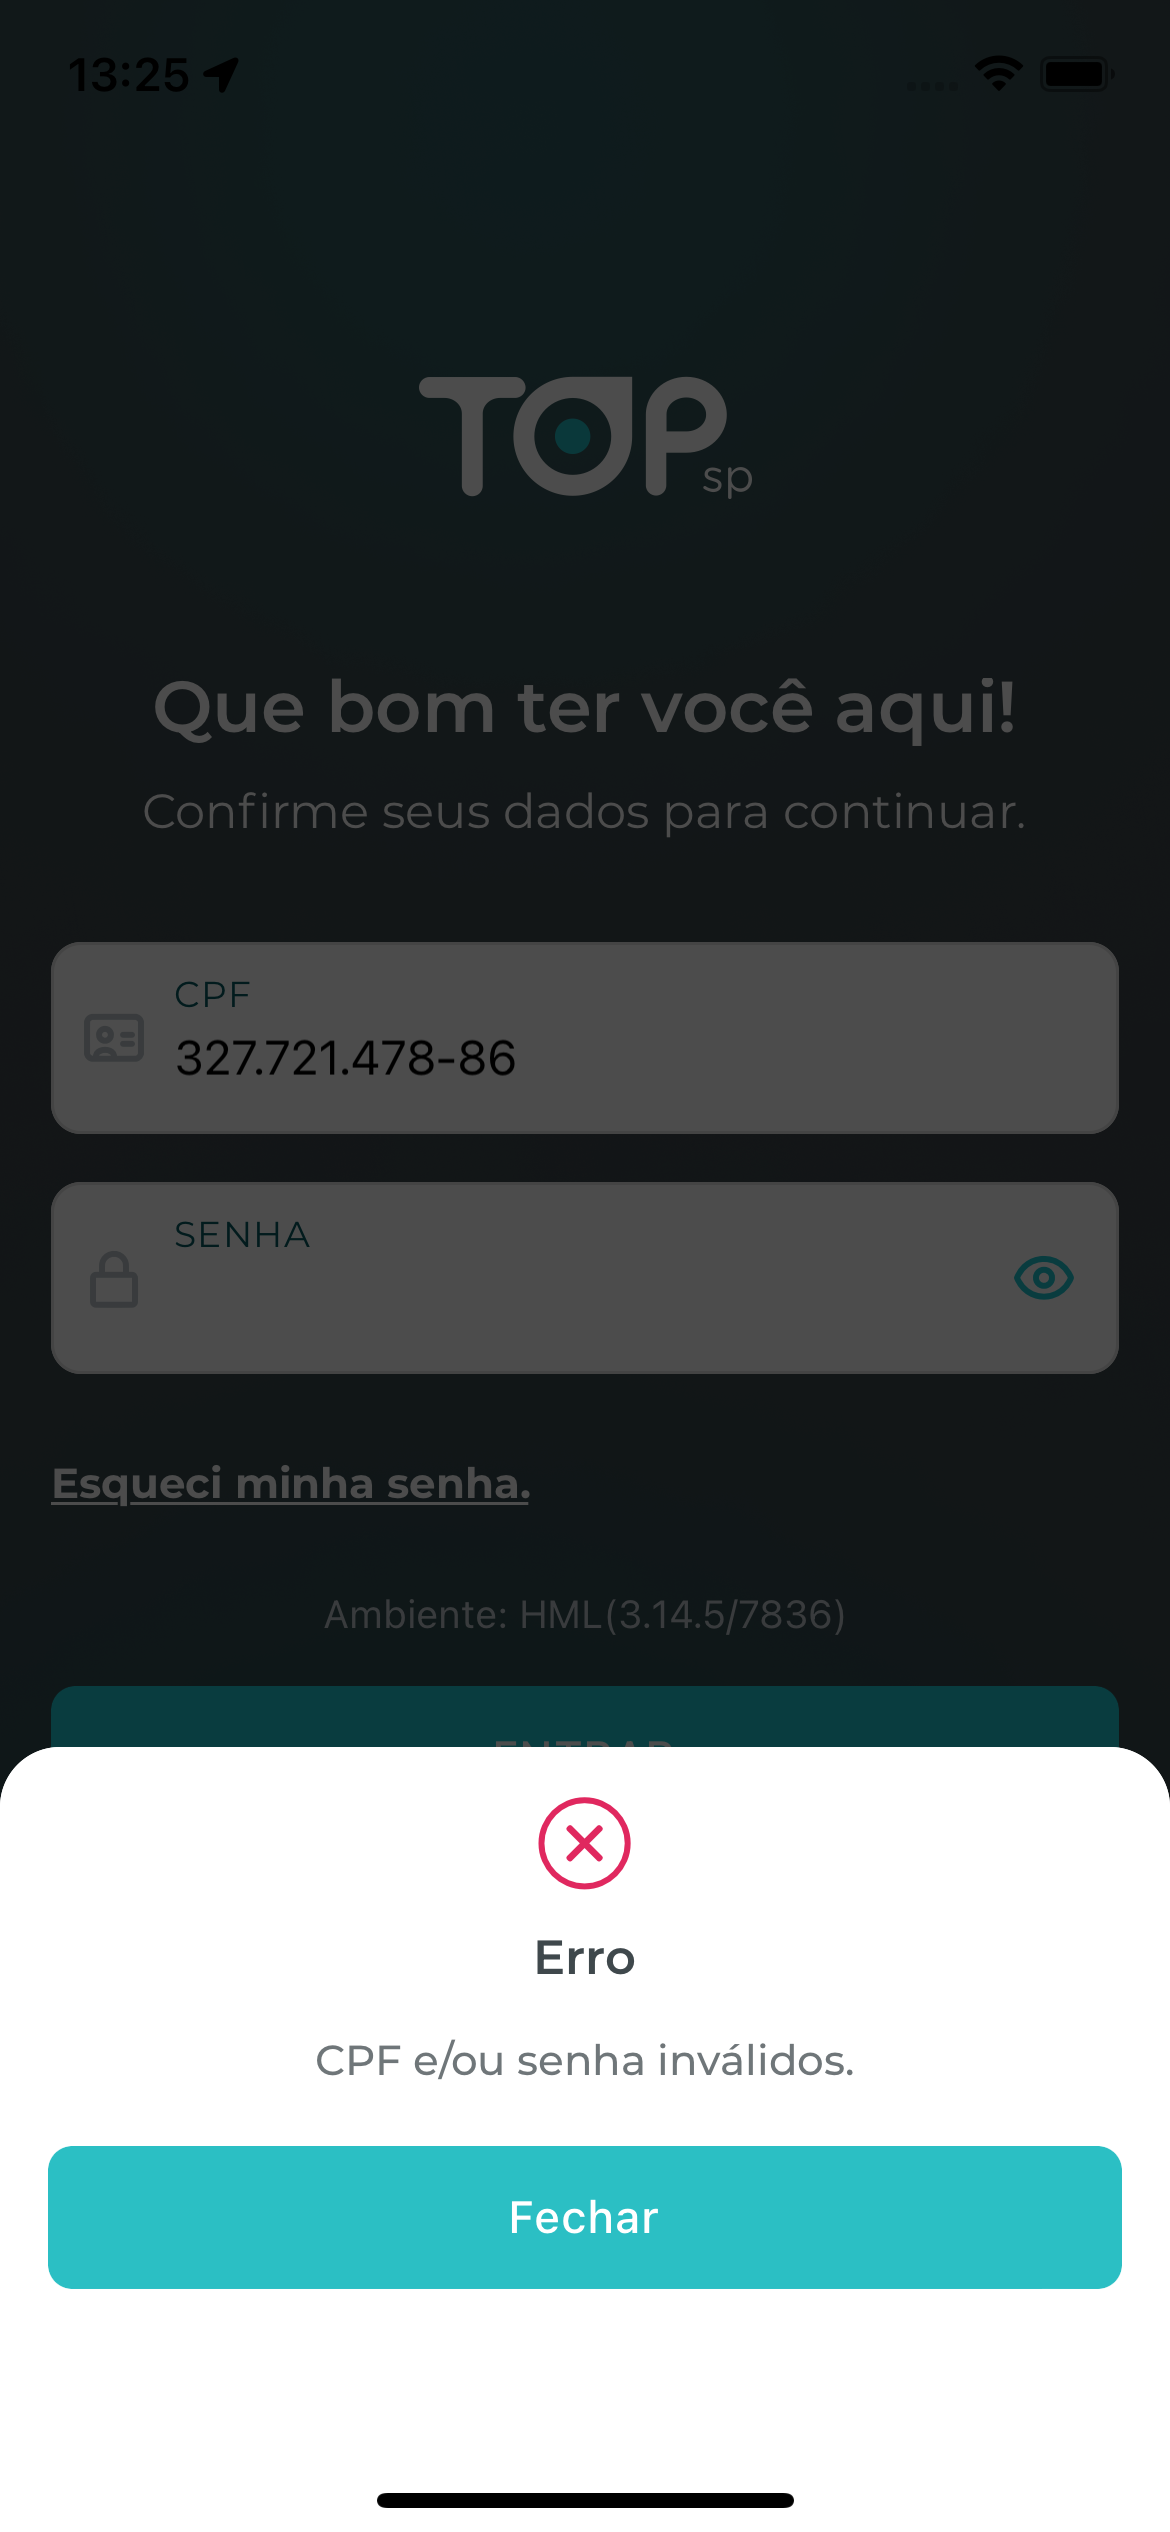 13:25
TOP
sp
Que bom ter você aqui!
Confirme seus dados para continuar.
CPF
327.721.478-86
SENHA
Esqueci minha senha.
Ambiente: HML(3.14.5/7836)
ENTRAR
Erro
CPF e/ou senha inválidos.
Fechar